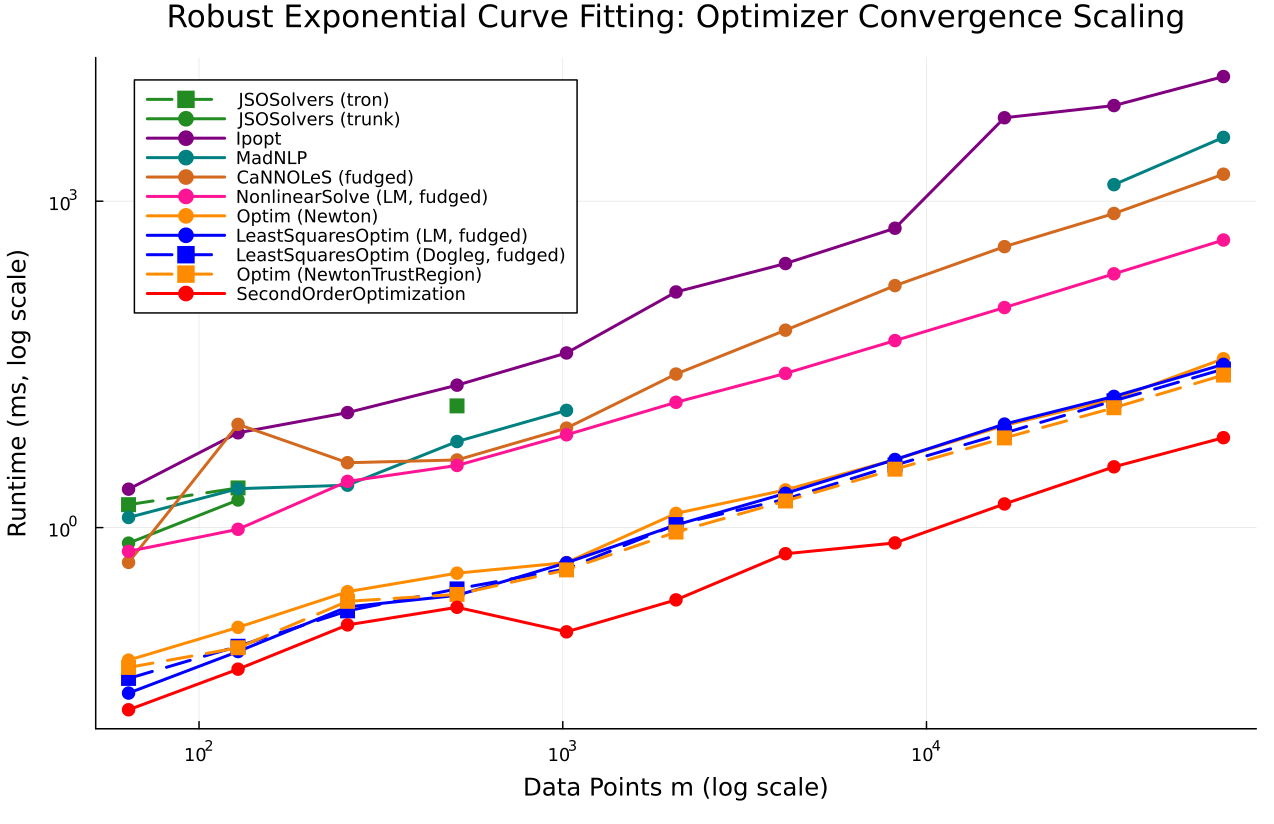 Robust Exponential Curve Fitting: Optimizer Convergence Scaling
JSOSolvers (tron)
JSOSolvers (trunk)
Ipopt
MadNLP
CaNNOLeS (fudged)
NonlinearSolve (LM, fudged)
Optim (Newton)
LeastSquaresOptim (LM, fudged)
LeastSquaresOptim (Dogleg, fudged)
Optim (NewtonTrustRegion)
SecondOrderOptimization
Runtime (ms, log scale)
10³
10⁰
10² 10³ 10⁴
Data Points m (log scale)